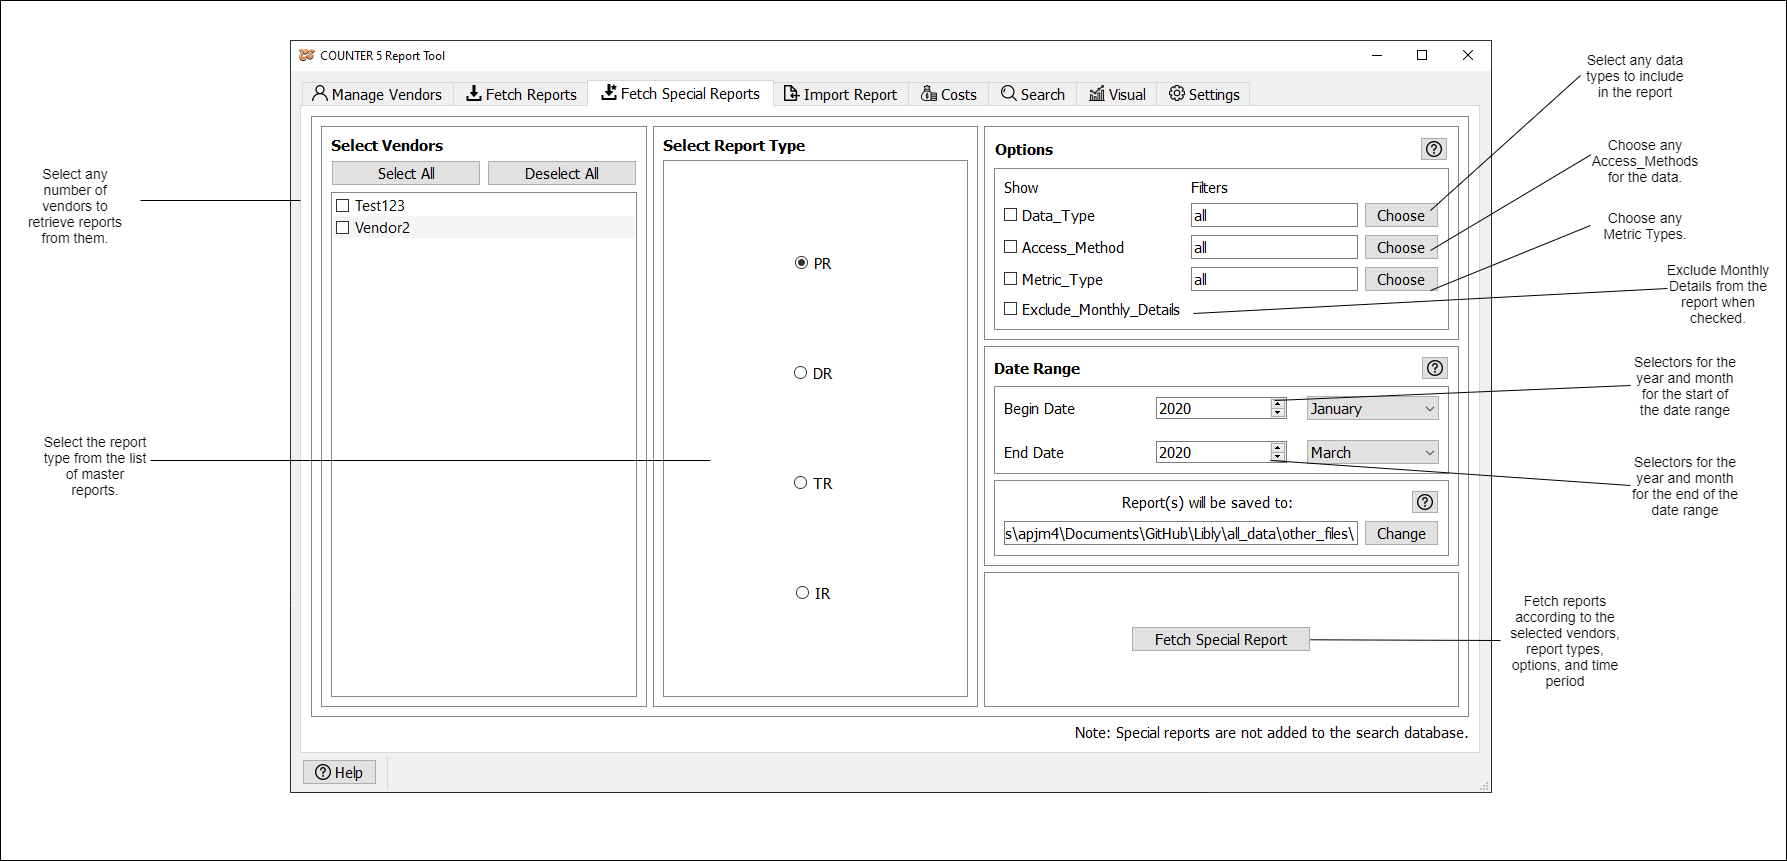 COUNTER 5 Report Tool
Manage Vendors
Fetch Reports
Fetch Special Reports
Import Report
Costs
Search
Visual
Settings
Select Vendors
Select All
Deselect All
Test123
Vendor2
Select Report Type
PR
DR
TR
IR
Options
Show
Filters
Data_Type
all
Choose
Access_Method
all
Choose
Metric_Type
all
Choose
Exclude_Monthly_Details
Date Range
Begin Date
2020
January
End Date
2020
March
Report(s) will be saved to:
s\apjm4\Documents\GitHub\Libly\all_data\other_files\
Change
Fetch Special Report
Note: Special reports are not added to the search database.
Help
Select any
number of
vendors to
retrieve reports
from them.
Select the report
type from the list
of master
reports.
Select any data
types to include
in the report
Choose any
Access_Methods
for the data.
Choose any
Metric Types.
Exclude Monthly
Details from the
report when
checked.
Selectors for the
year and month
for the start of
the date range
Selectors for the
year and month
for the end of the
date range
Fetch reports
according to the
selected vendors,
report types,
options, and time
period